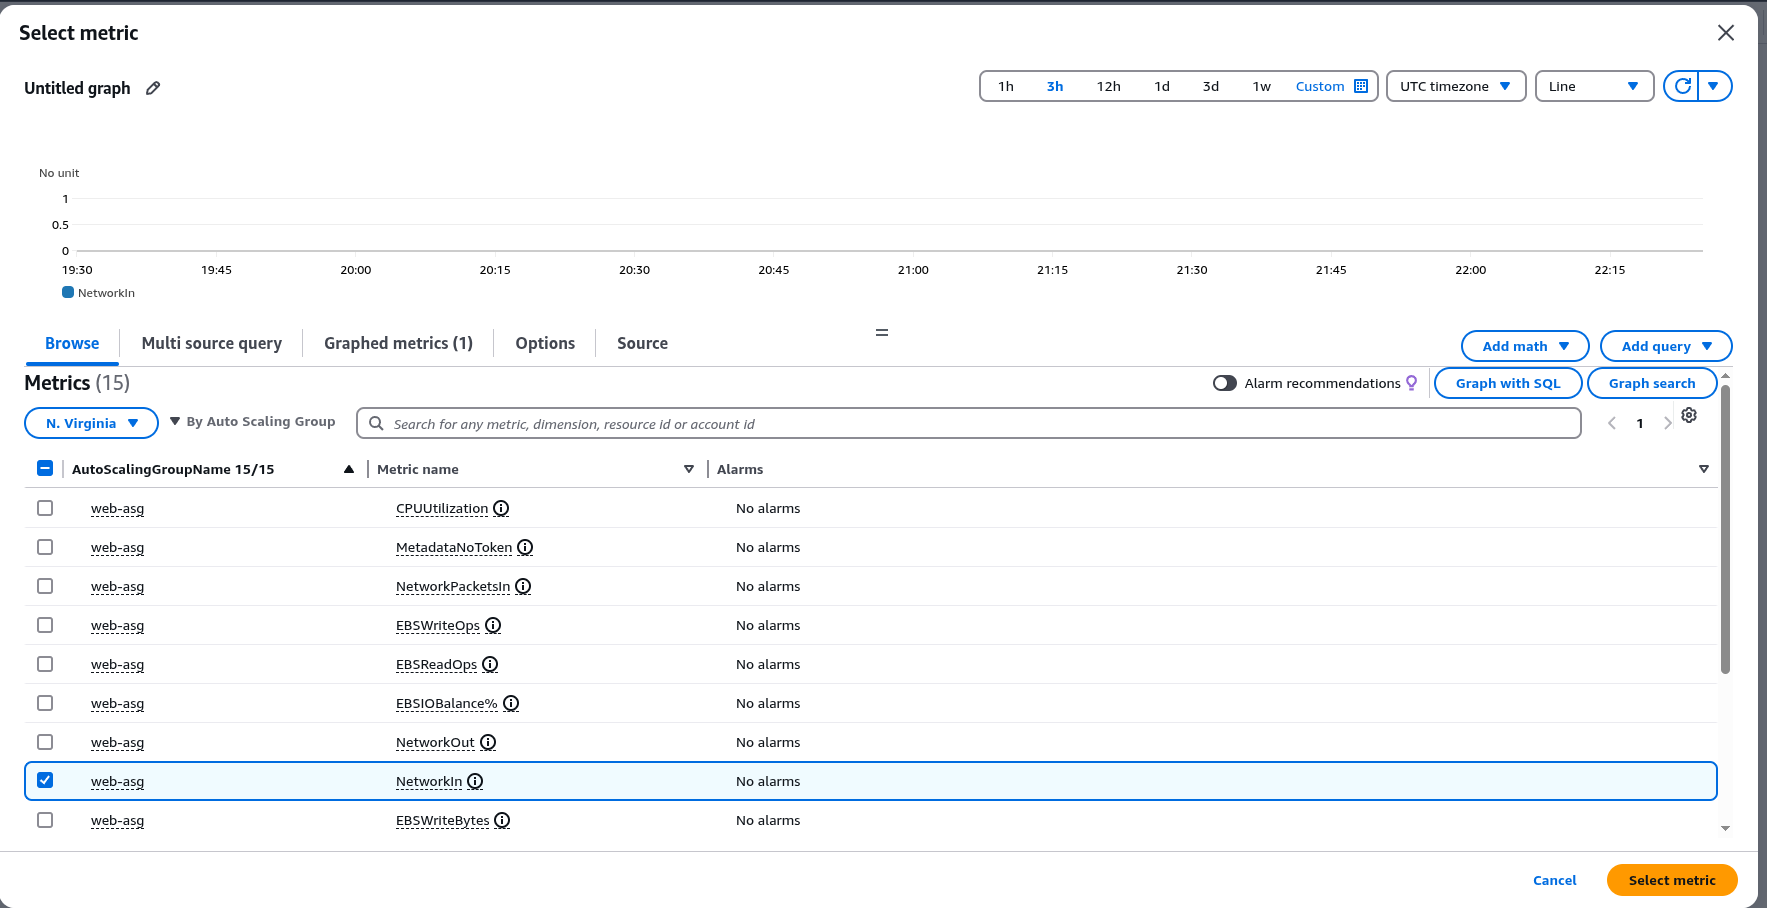 Select metric
Untitled graph
1h 3h 12h 1d 3d 1w Custom UTC timezone Line
No unit
1
0.5
0
19:30 19:45 20:00 20:15 20:30 20:45 21:00 21:15 21:30 21:45 22:00 22:15
NetworkIn
Browse Multi source query Graphed metrics (1) Options Source Add math Add query
Metrics (15) Alarm recommendations Graph with SQL Graph search
N. Virginia By Auto Scaling Group Search for any metric, dimension, resource id or account id 1
AutoScalingGroupName 15/15 Metric name Alarms
web-asg CPUUtilization No alarms
web-asg MetadataNoToken No alarms
web-asg NetworkPacketsIn No alarms
web-asg EBSWriteOps No alarms
web-asg EBSReadOps No alarms
web-asg EBSIOBalance% No alarms
web-asg NetworkOut No alarms
web-asg NetworkIn No alarms
web-asg EBSWriteBytes No alarms
Cancel Select metric